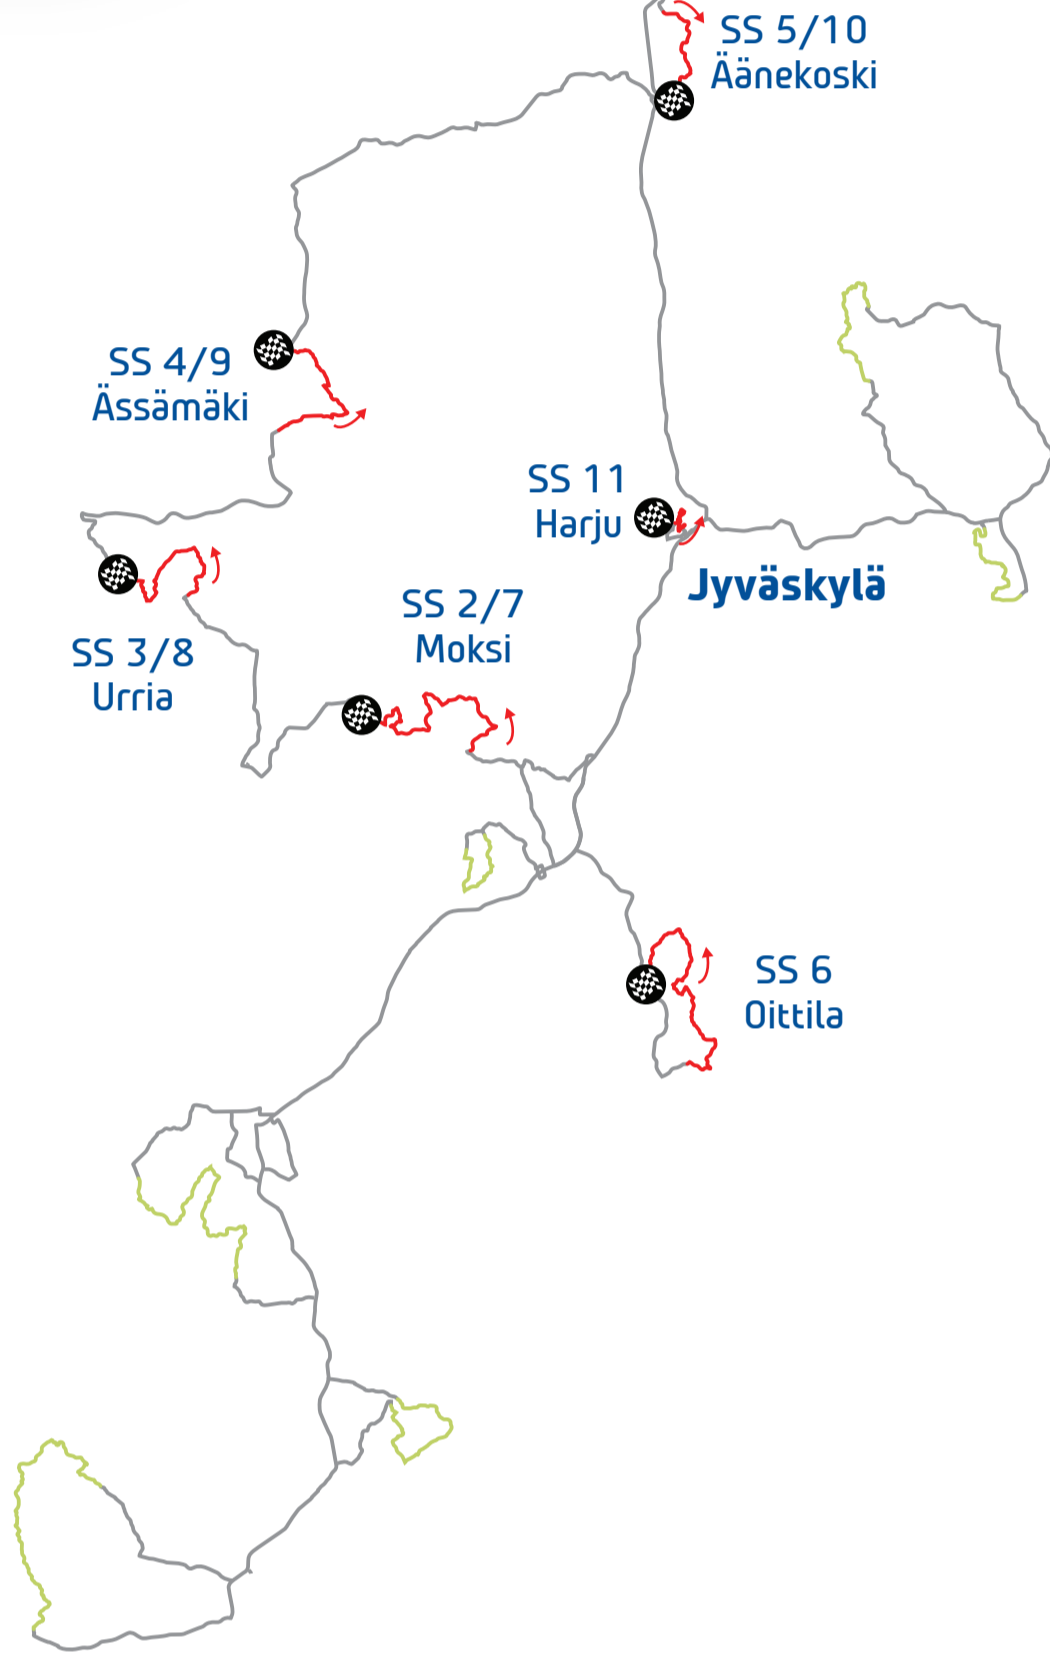 SS 5/10
Äänekoski
SS 4/9
Ässämäki
SS 11
Harju
Jyväskylä
SS 2/7
Moksi
SS 3/8
Urria
SS 6
Oittila